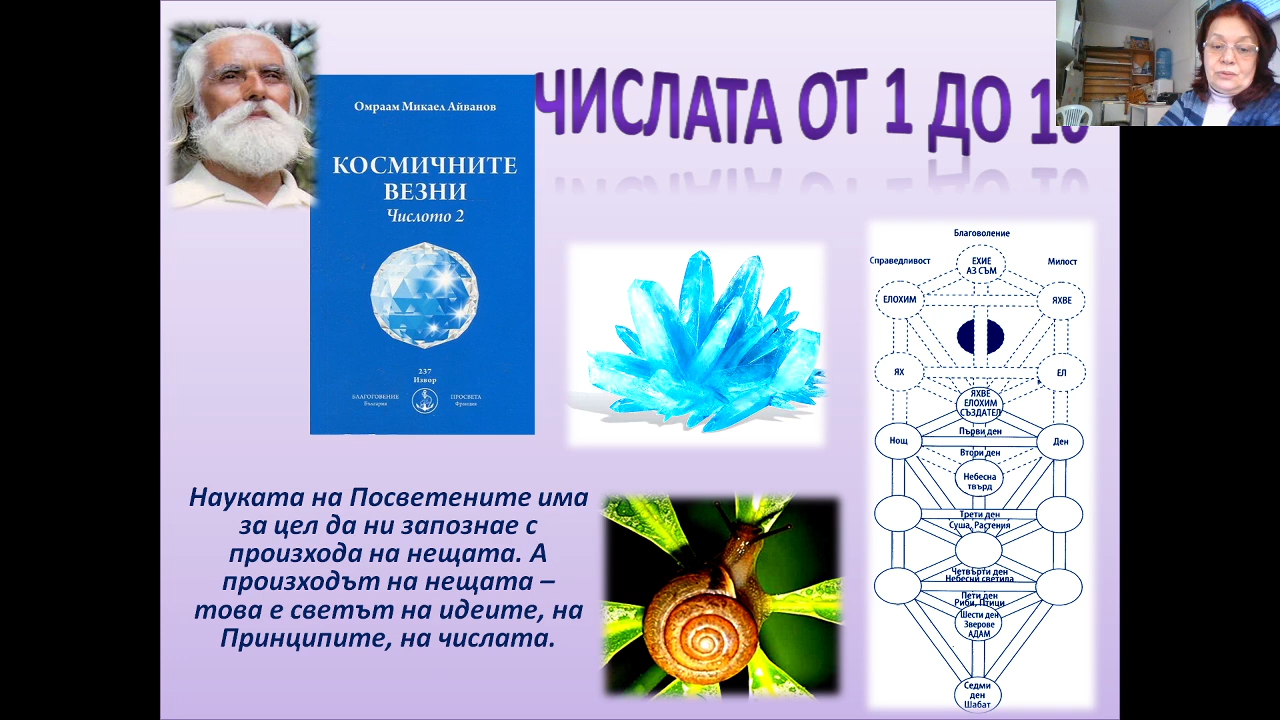 ЧИСЛАТА ОТ 1 ДО 10
Омраам Микаел Айванов
КОСМИЧНИТЕ
ВЕЗНИ
Числото 2
237
Извор
БЛАГОГОВЕНИЕ
България
ПРОСВЕТА
Франция
Науката на Посветените има
за цел да ни запознае с
произхода на нещата. А
произходът на нещата –
това е светът на идеите, на
Принципите, на числата.
Благоволение
Справедливост
Милост
ЕХИЕ
АЗ СЪМ
ЕЛОХИМ
ЯХВЕ
ЯХ
ЕЛ
ЯХВЕ
ЕЛОХИМ
СЪЗДАТЕЛ
Първи ден
Нощ
Ден
Втори ден
Небесна
твърд
Трети ден
Суша, Растения
Четвърти ден
Небесни светила
Пети ден
Риби, Птици
Шести ден
Зверове
АДАМ
Седми
ден
Шабат